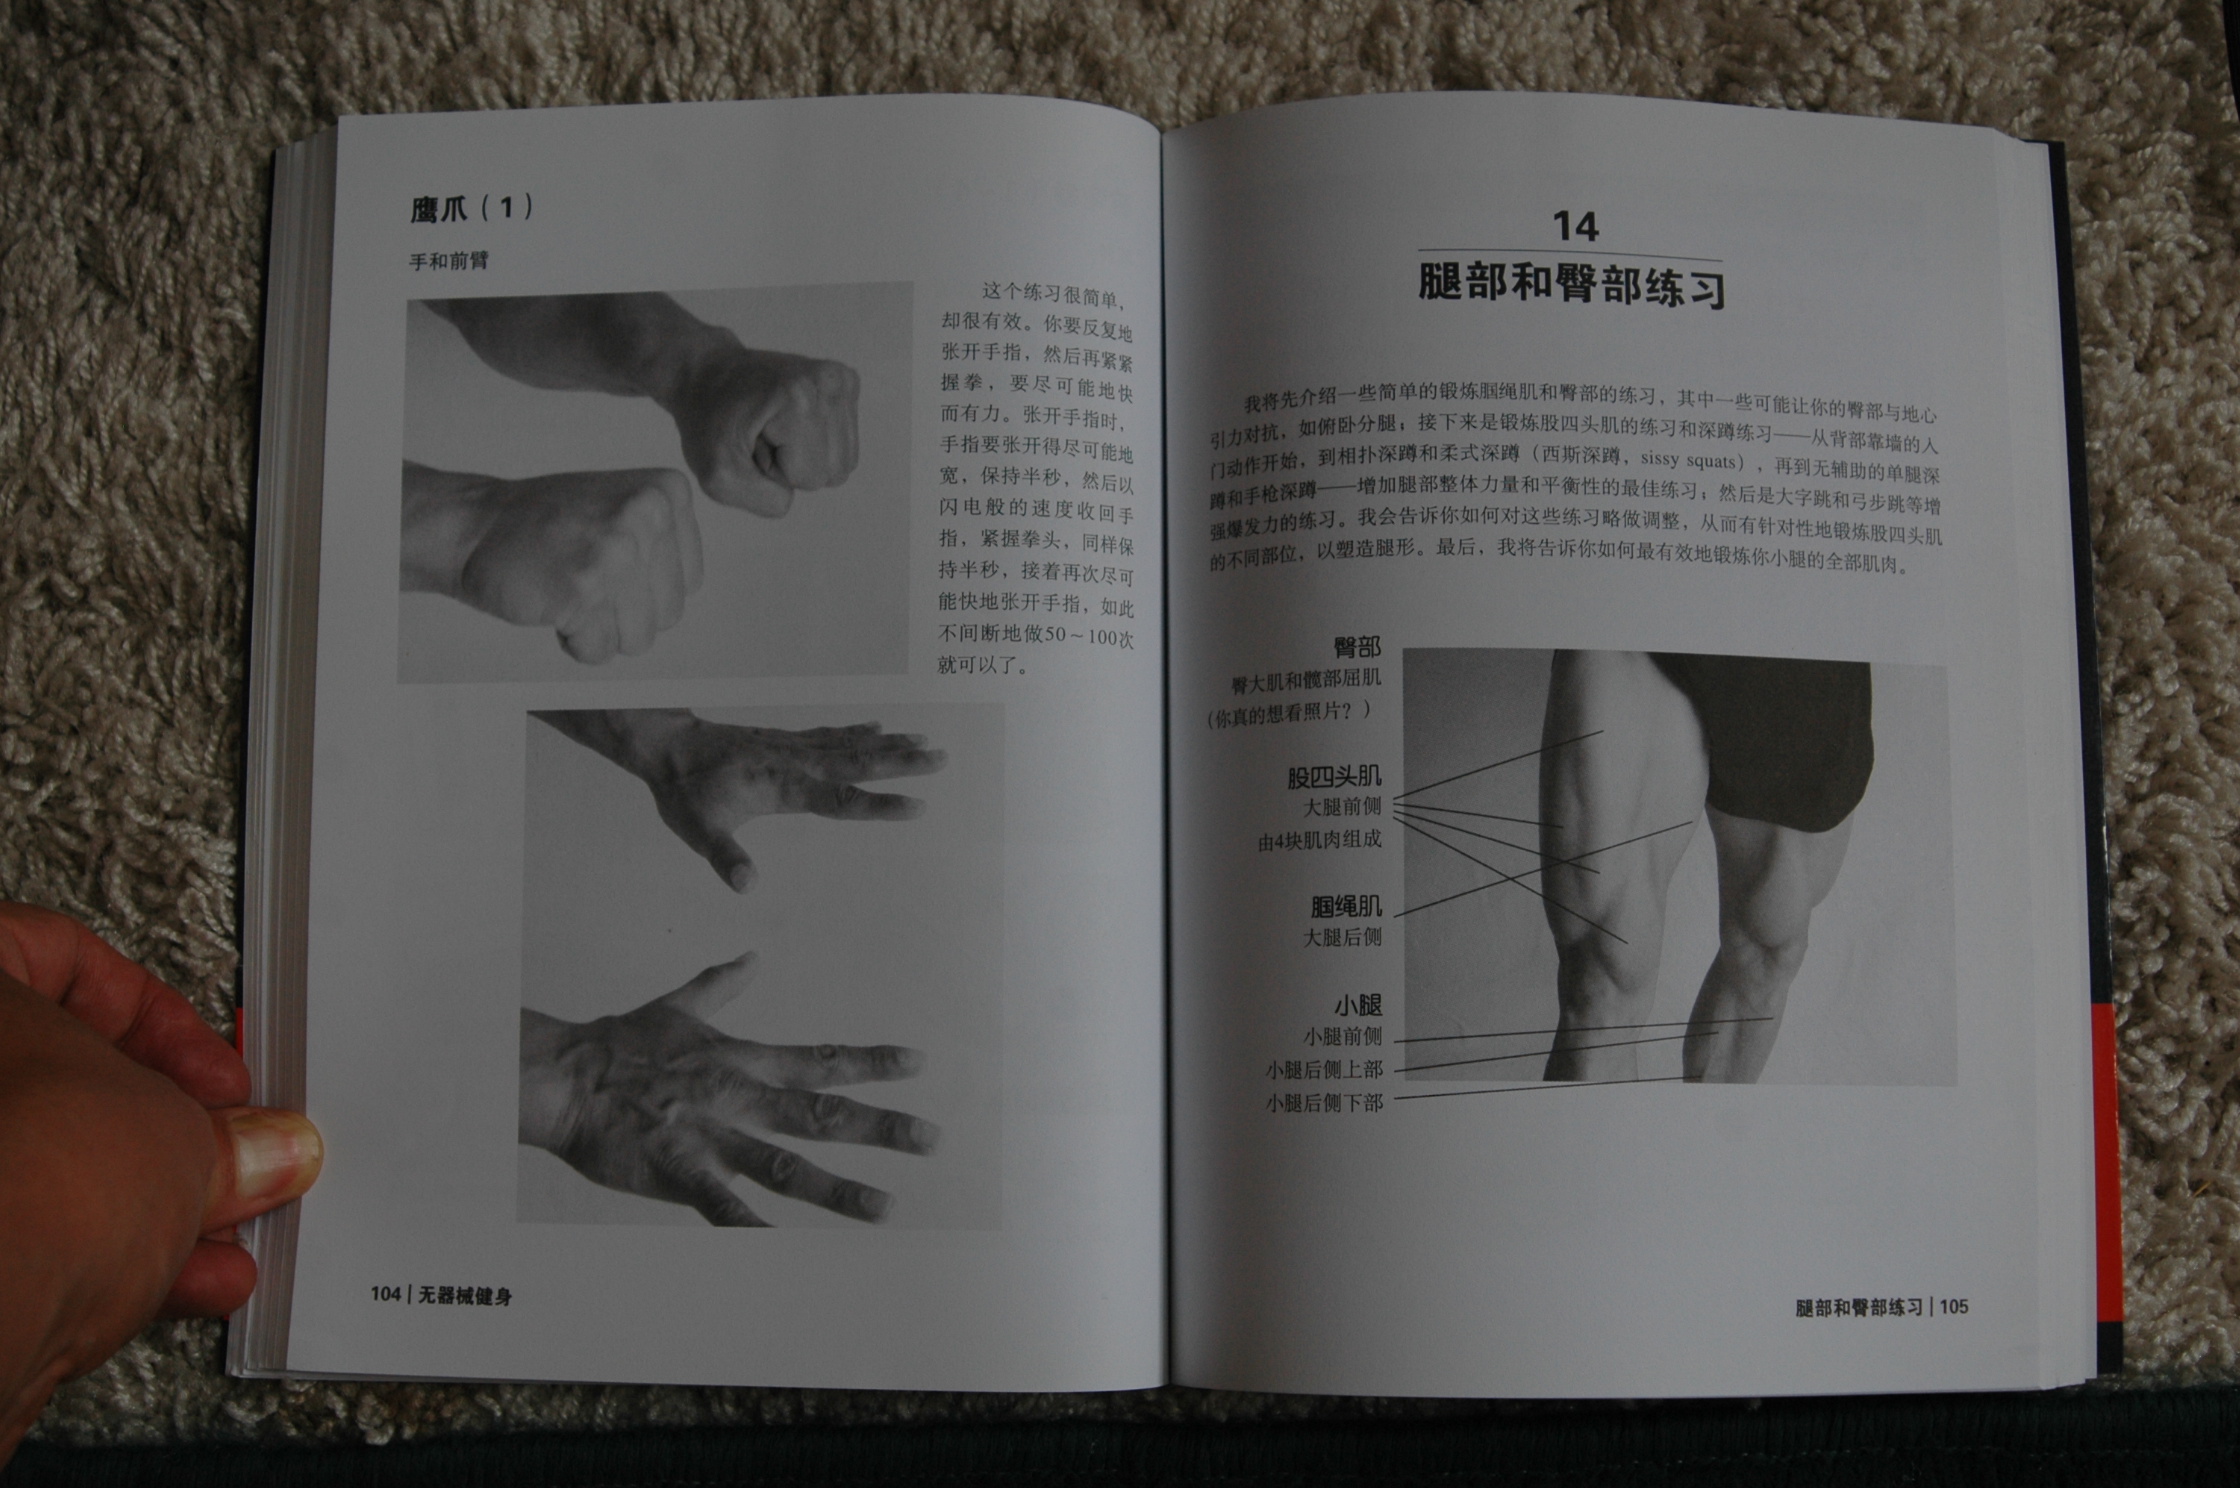 鹰爪（1）
手和前臂
这个练习很简单，
却很有效。你要反复地
张开手指，然后再紧紧
握拳，要尽可能地快
而有力。张开手指时，
手指要张开得尽可能地
宽，保持半秒，然后以
闪电般的速度收回手
指，紧握拳头，同样保
持半秒，接着再次尽可
能快地张开手指，如此
不间断地做50～100次
就可以了。
104 | 无器械健身
14
腿部和臀部练习
我将先介绍一些简单的锻炼腘绳肌和臀部的练习，其中一些可能让你的臀部与地心
引力对抗，如俯卧分腿；接下来是锻炼股四头肌的练习和深蹲练习——从背部靠墙的人
门动作开始，到相扑深蹲和柔式深蹲（西斯深蹲，sissy squats），再到无辅助的单腿深
蹲和手枪深蹲——增加腿部整体力量和平衡性的最佳练习；然后是大字跳和弓步跳等增
强爆发力的练习。我会告诉你如何对这些练习略做调整，从而有针对性地锻炼股四头肌
的不同部位，以塑造腿形。最后，我将告诉你如何最有效地锻炼你小腿的全部肌肉。
臀部
臀大肌和髋部屈肌
（你真的想看照片？）
股四头肌
大腿前侧
由4块肌肉组成
腘绳肌
大腿后侧
小腿
小腿前侧
小腿后侧上部
小腿后侧下部
腿部和臀部练习 | 105